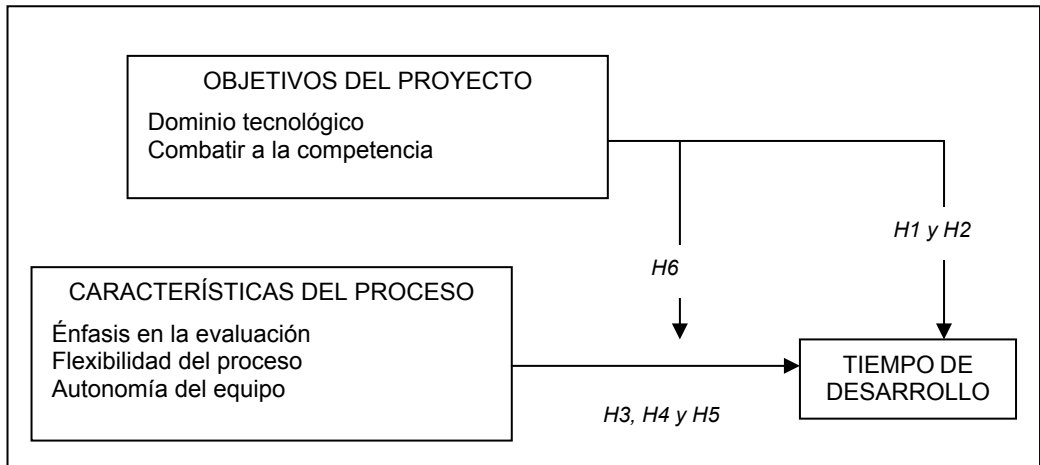 OBJETIVOS DEL PROYECTO
Dominio tecnológico
Combatir a la competencia
H1 y H2
H6
CARACTERÍSTICAS DEL PROCESO
Énfasis en la evaluación
Flexibilidad del proceso
Autonomía del equipo
TIEMPO DE
DESARROLLO
H3, H4 y H5